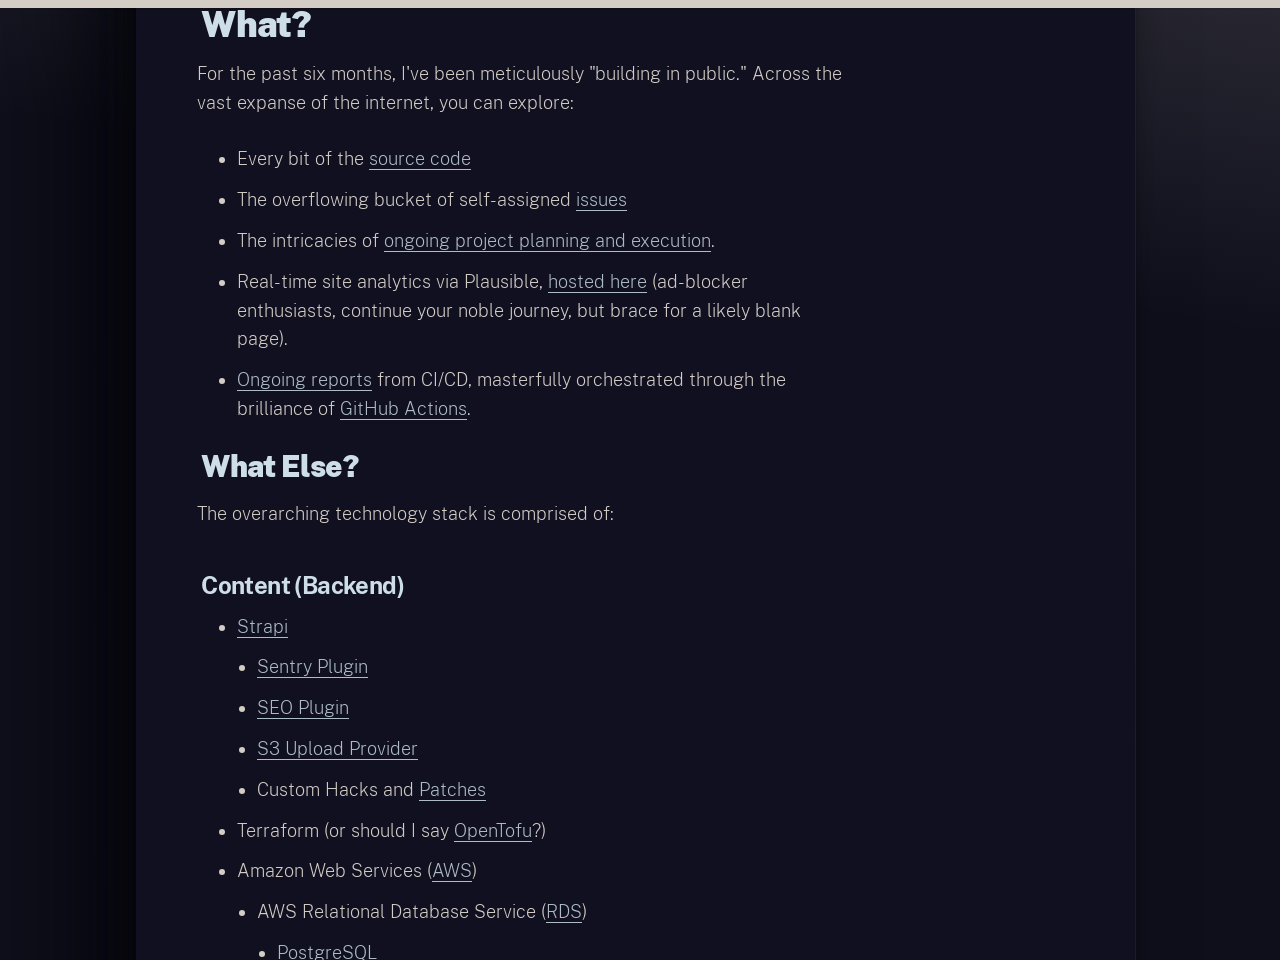 What?
For the past six months, I've been meticulously "building in public." Across the
vast expanse of the internet, you can explore:
Every bit of the source code
The overflowing bucket of self-assigned issues
The intricacies of ongoing project planning and execution.
Real-time site analytics via Plausible, hosted here (ad-blocker
enthusiasts, continue your noble journey, but brace for a likely blank
page).
Ongoing reports from CI/CD, masterfully orchestrated through the
brilliance of GitHub Actions.
What Else?
The overarching technology stack is comprised of:
Content (Backend)
Strapi
Sentry Plugin
SEO Plugin
S3 Upload Provider
Custom Hacks and Patches
Terraform (or should I say OpenTofu?)
Amazon Web Services (AWS)
AWS Relational Database Service (RDS)
PostgreSQL